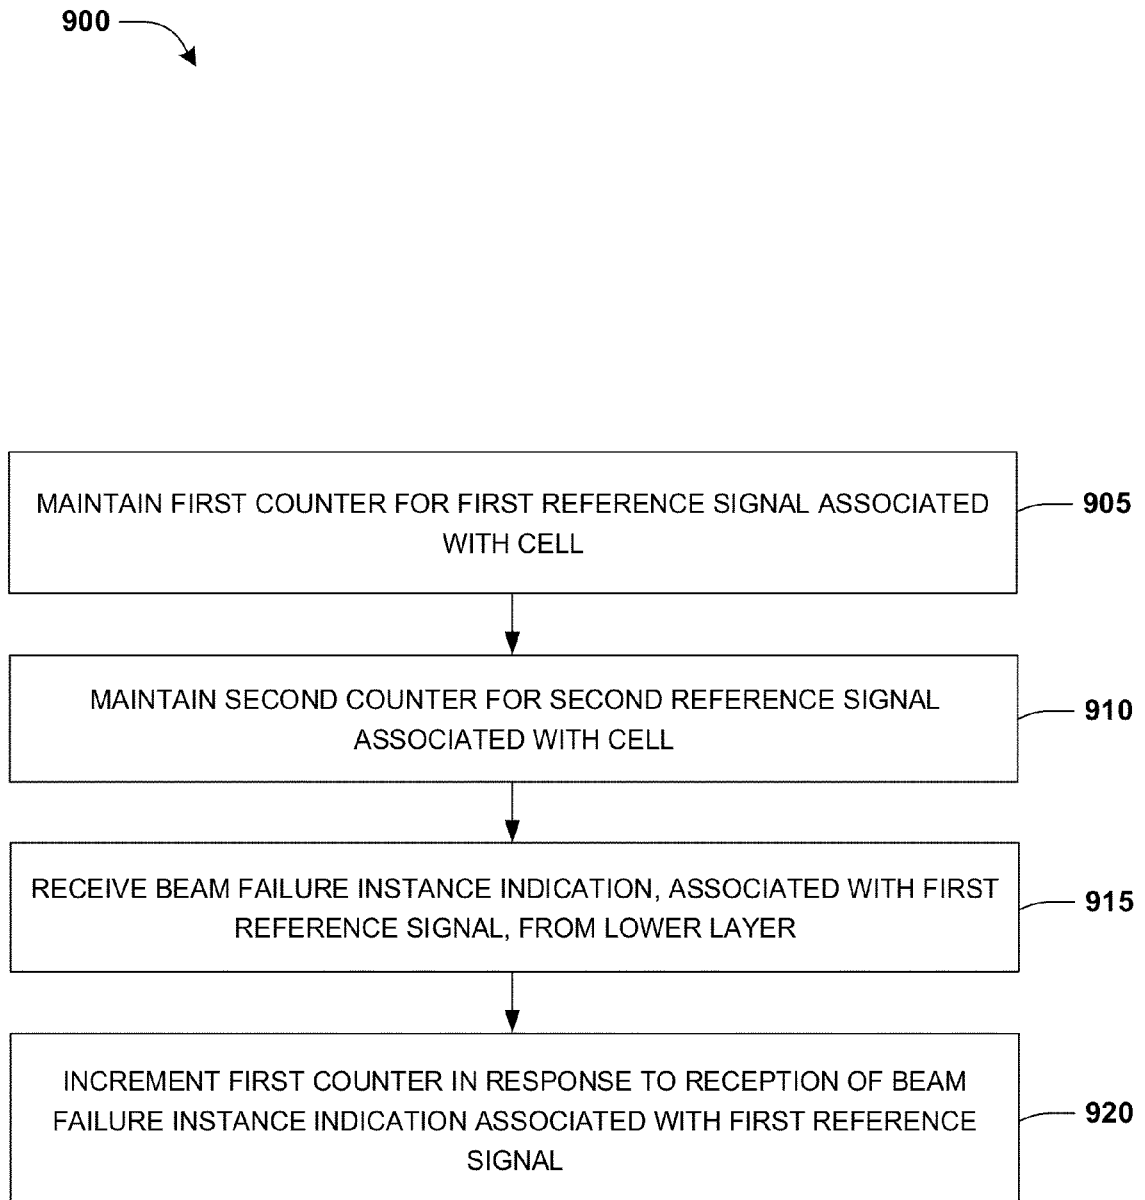 900
MAINTAIN FIRST COUNTER FOR FIRST REFERENCE SIGNAL ASSOCIATED
WITH CELL
905
MAINTAIN SECOND COUNTER FOR SECOND REFERENCE SIGNAL
ASSOCIATED WITH CELL
910
RECEIVE BEAM FAILURE INSTANCE INDICATION, ASSOCIATED WITH FIRST
REFERENCE SIGNAL, FROM LOWER LAYER
915
INCREMENT FIRST COUNTER IN RESPONSE TO RECEPTION OF BEAM
FAILURE INSTANCE INDICATION ASSOCIATED WITH FIRST REFERENCE
SIGNAL
920